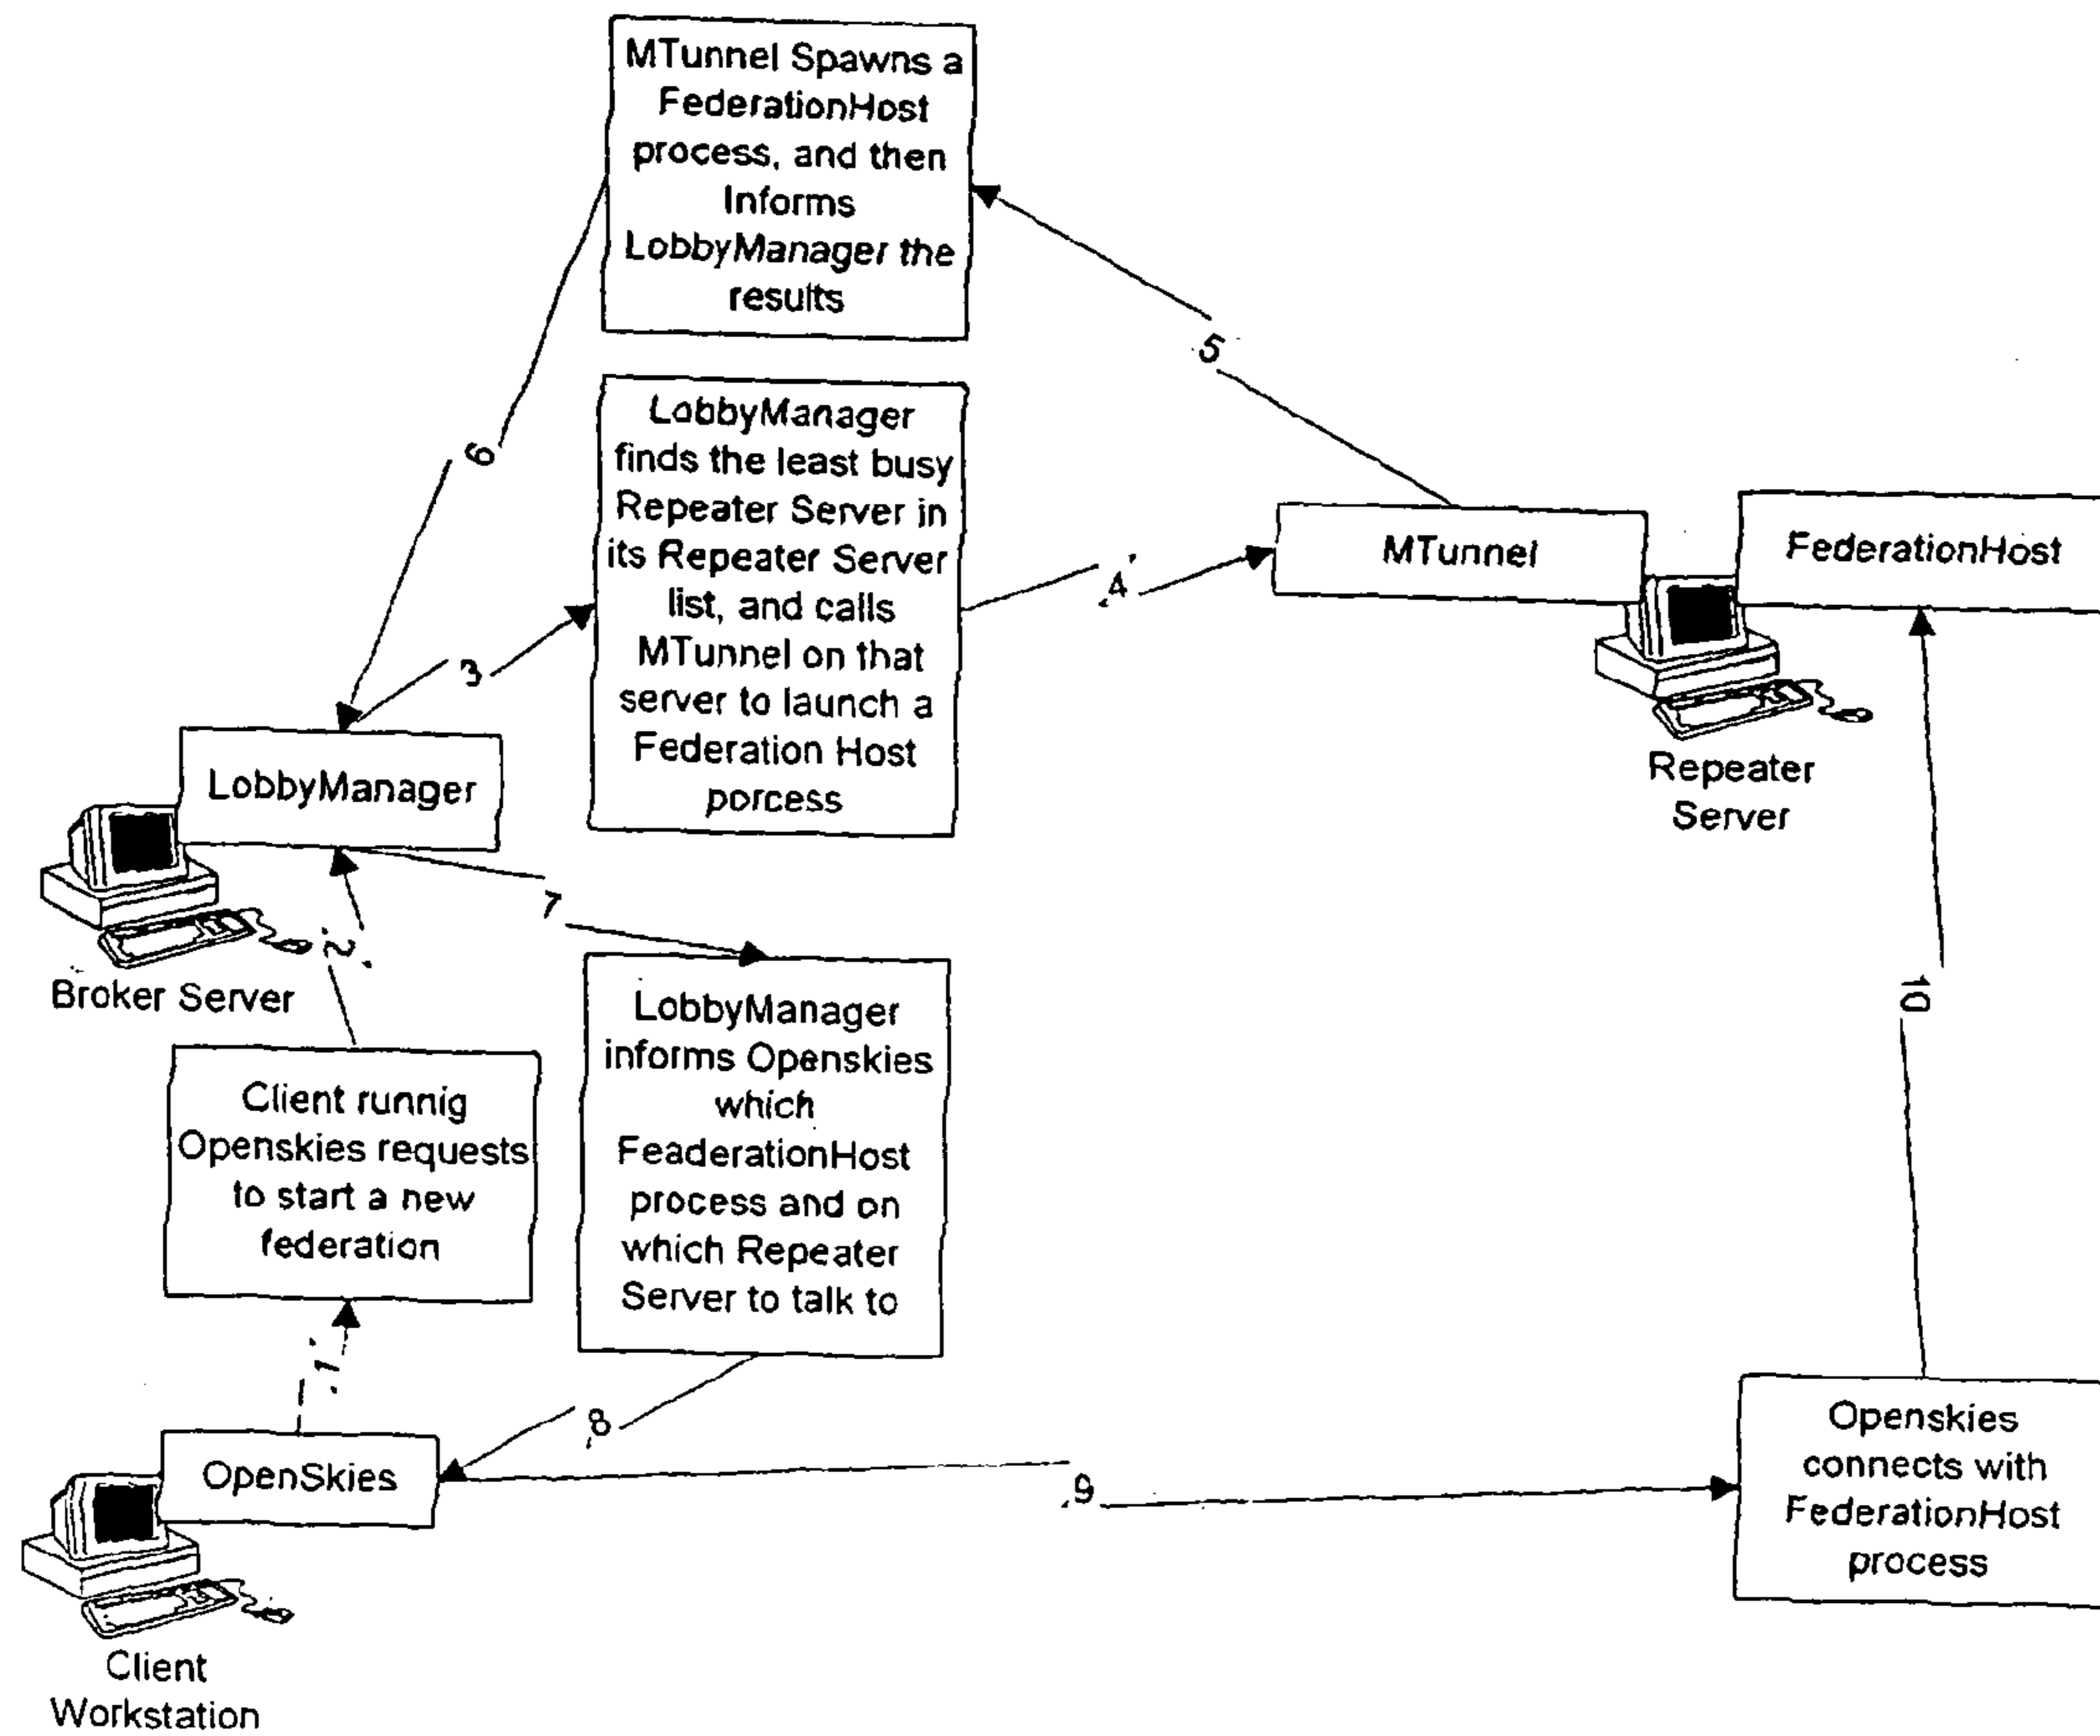 MTunnel Spawns a
FederationHost
process, and then
Informs
LobbyManager the
results
5
6
LobbyManager
finds the least busy
Repeater Server in
its Repeater Server
list, and calls
MTunnel on that
server to launch a
Federation Host
porcess
4
MTunnel
FederationHost
3
Repeater
Server
LobbyManager
7
2
Broker Server
10
LobbyManager
informs Openskies
which
FeaderationHost
process and on
which Repeater
Server to talk to
Client runnig
Openskies requests
to start a new
federation
1
8
OpenSkies
9
Openskies
connects with
FederationHost
process
Client
Workstation